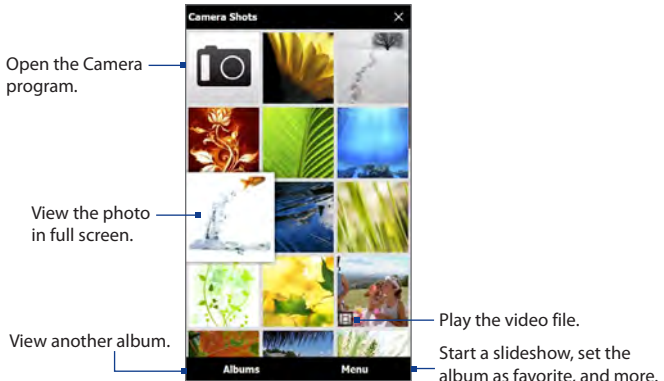 Camera Shots
Open the Camera
program.
View the photo
in full screen.
Play the video file.
View another album.
Start a slideshow, set the
album as favorite, and more.
Albums
Menu